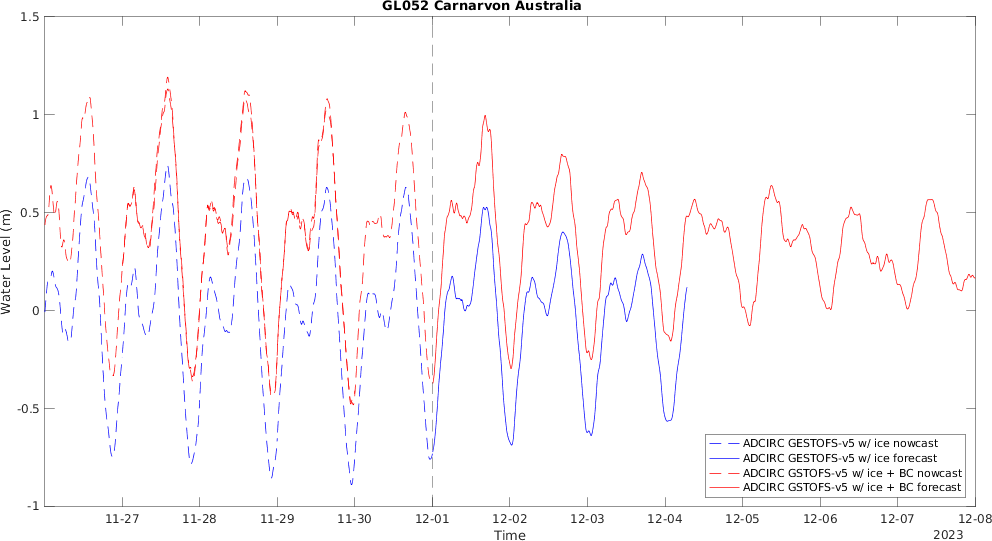 GL052 Carnarvon Australia
1.5
1
0.5
0
-0.5
-1
Water Level (m)
ADCIRC GESTOFS-v5 w/ ice nowcast
ADCIRC GESTOFS-v5 w/ ice forecast
ADCIRC GSTOFS-v5 w/ ice + BC nowcast
ADCIRC GSTOFS-v5 w/ ice + BC forecast
11-27 11-28 11-29 11-30 12-01 12-02 12-03 12-04 12-05 12-06 12-07 12-08
Time
2023